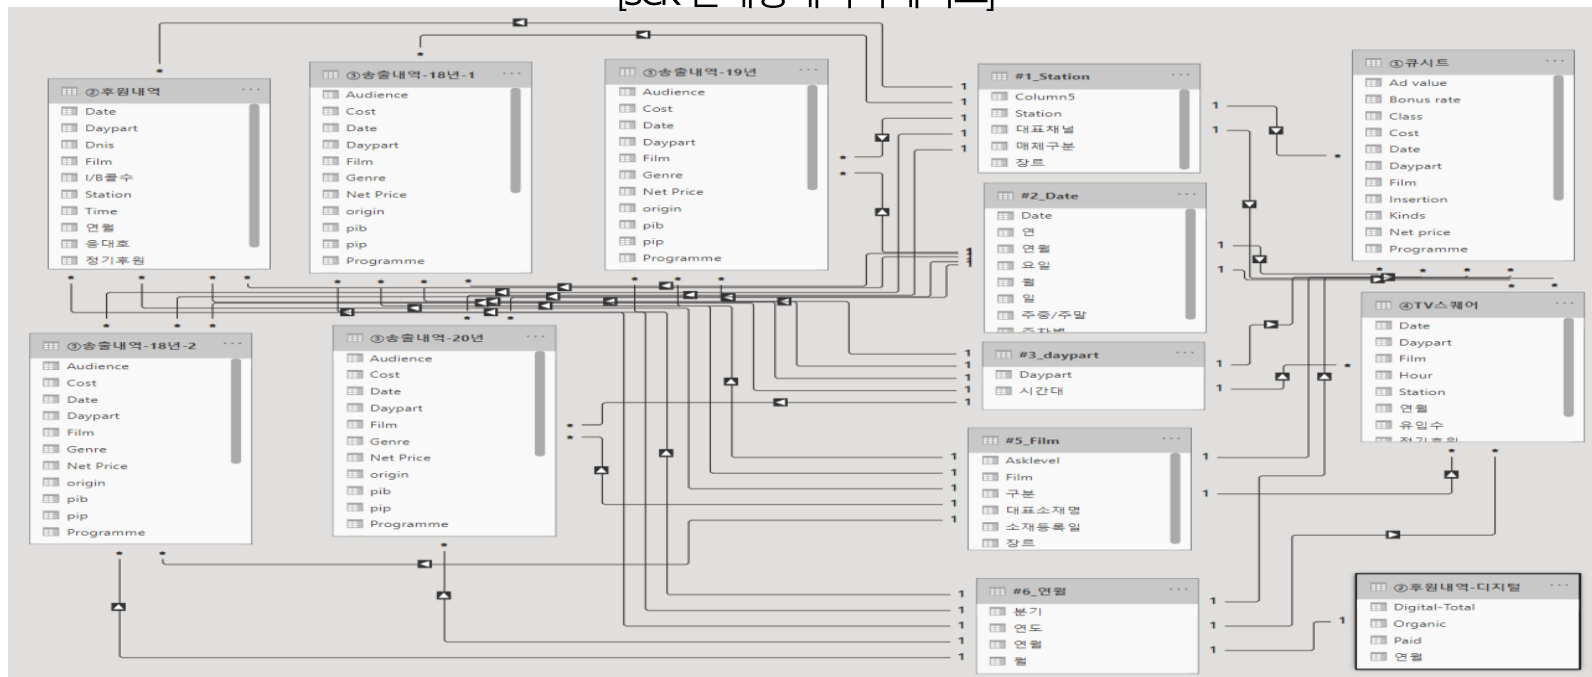 ②후원내역
Date
Daypart
Dnis
Film
I/B콜수
Station
Time
연월
응대호
정기후원
③송출내역-18년-1
Audience
Cost
Date
Daypart
Film
Genre
Net Price
origin
pib
pip
Programme
③송출내역-19년
Audience
Cost
Date
Daypart
Film
Genre
Net Price
origin
pib
pip
Programme
#1_Station
Column5
Station
대표채널
매체구분
장르
①큐시트
Ad value
Bonus rate
Class
Cost
Date
Daypart
Film
Insertion
Kinds
Net price
Programme
#2_Date
Date
연
연월
요일
월
일
주중/주말
③송출내역-18년-2
Audience
Cost
Date
Daypart
Film
Genre
Net Price
origin
pib
pip
Programme
③송출내역-20년
Audience
Cost
Date
Daypart
Film
Genre
Net Price
origin
pib
pip
Programme
#3_daypart
Daypart
시간대
④TV스퀘어
Date
Daypart
Film
Hour
Station
연월
유입수
정기후원
#5_Film
Asklevel
Film
구분
대표소재명
소재등록일
장르
#6_연월
분기
연도
연월
월
②후원내역-디지털
Digital-Total
Organic
Paid
연월